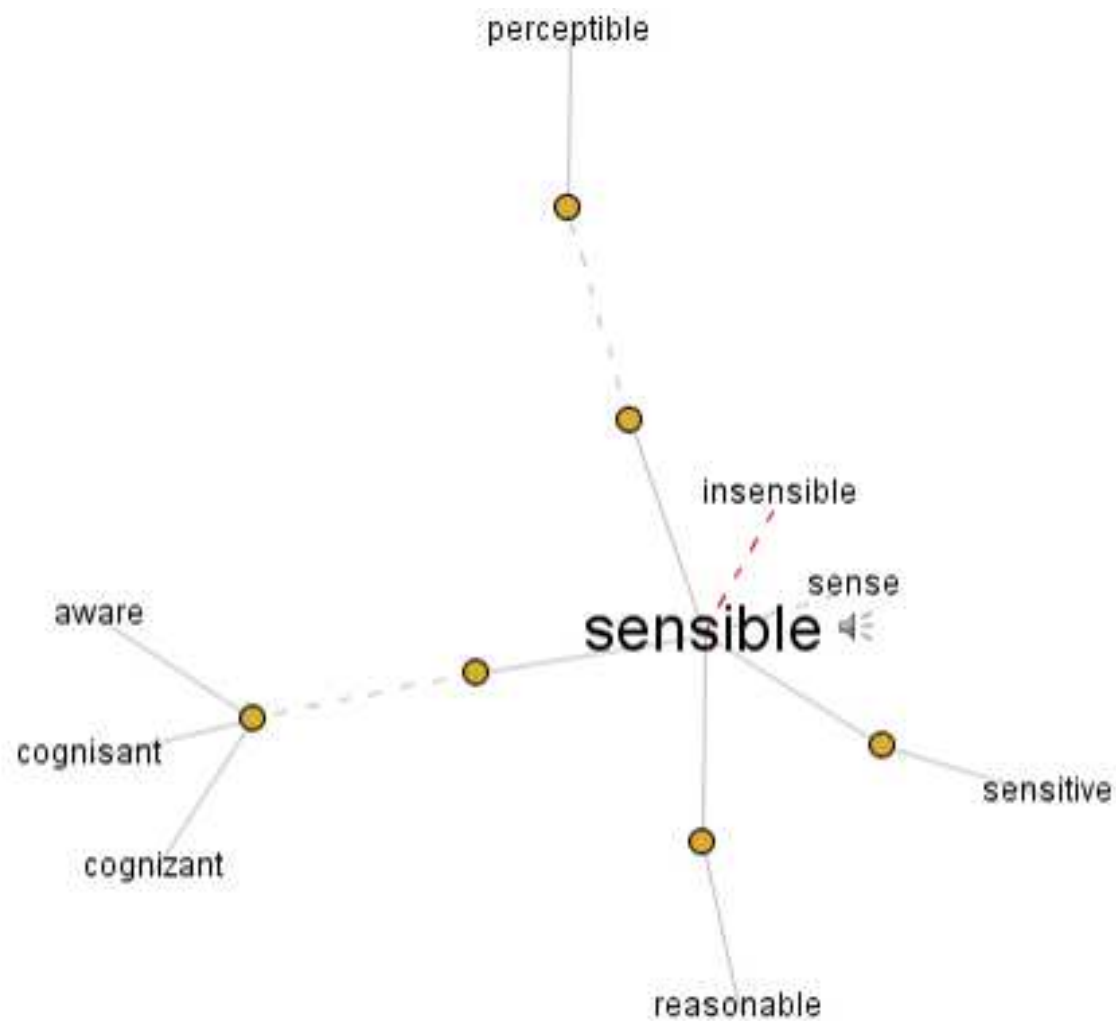 perceptible
insensible
sense
aware
sensible
cognisant
sensitive
cognizant
reasonable